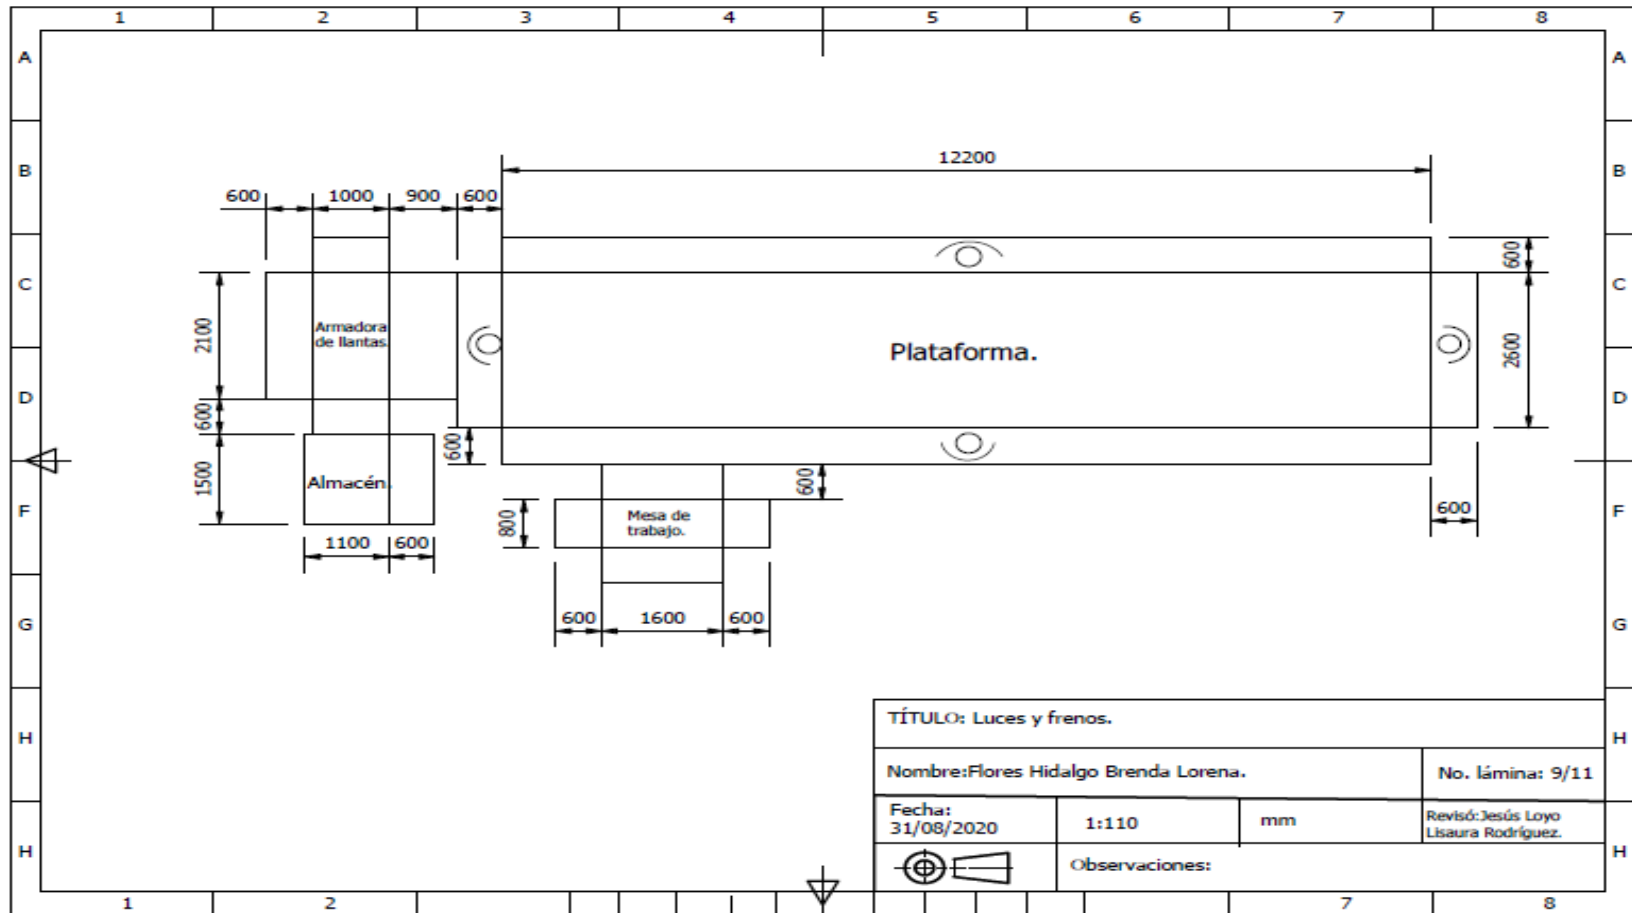 1 2 3 4 5 6 7 8
A A
B B
C C
D D
F F
G G
H H
H H
12200
600 1000 900 600
600
2100
2600
600
1500
600
600
800
600
1100 600
600 1600 600
Armadora
de llantas.
Plataforma.
Almacén.
Mesa de
trabajo.
TÍTULO: Luces y frenos.
Nombre:Flores Hidalgo Brenda Lorena.
No. lámina: 9/11
Fecha:
31/08/2020
1:110
mm
Revisó:Jesús Loyo
Lisaura Rodríguez.
Observaciones:
1 2 7 8